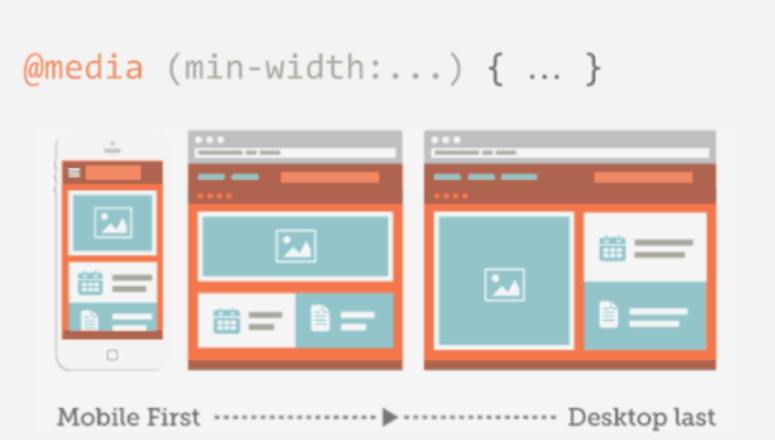 @media (min-width:...) { ... }
Mobile First Desktop last